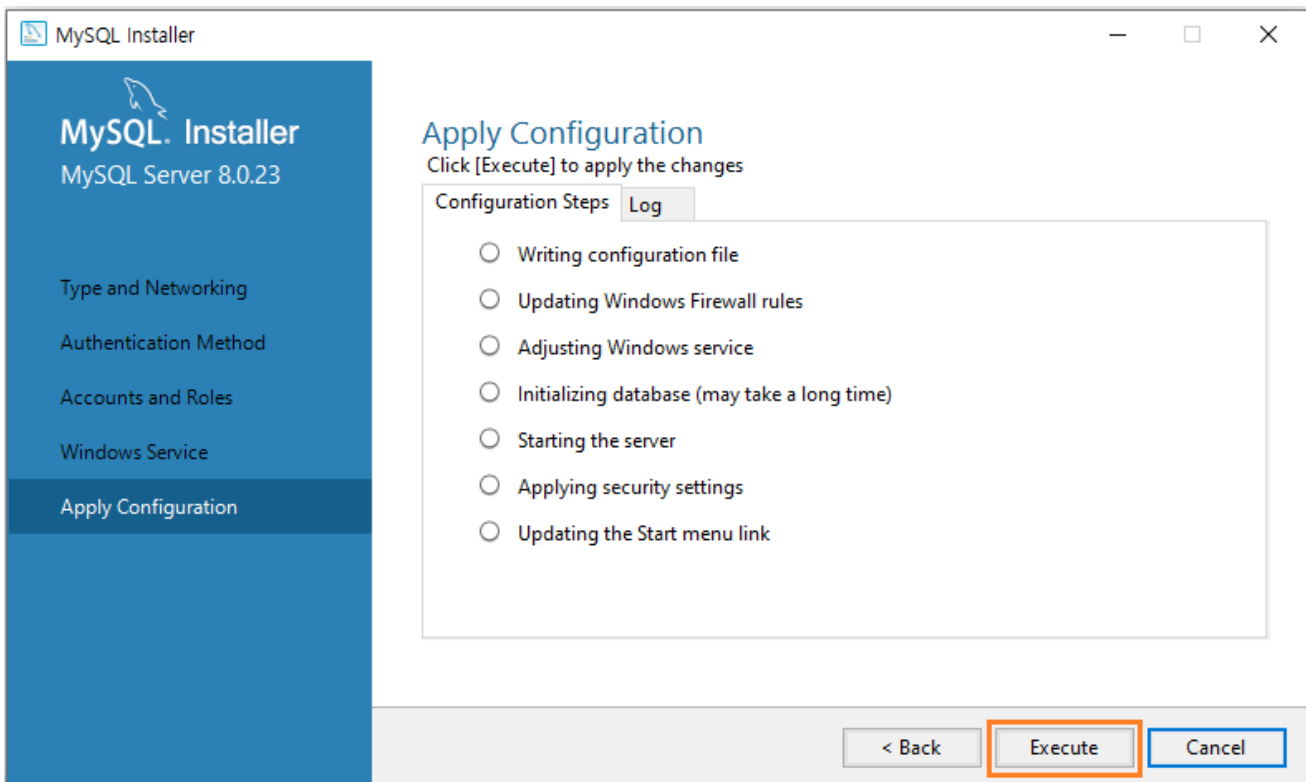 MySQL Installer
MySQL. Installer
MySQL Server 8.0.23
Type and Networking
Authentication Method
Accounts and Roles
Windows Service
Apply Configuration
Apply Configuration
Click [Execute] to apply the changes
Configuration Steps Log
Writing configuration file
Updating Windows Firewall rules
Adjusting Windows service
Initializing database (may take a long time)
Starting the server
Applying security settings
Updating the Start menu link
< Back Execute Cancel